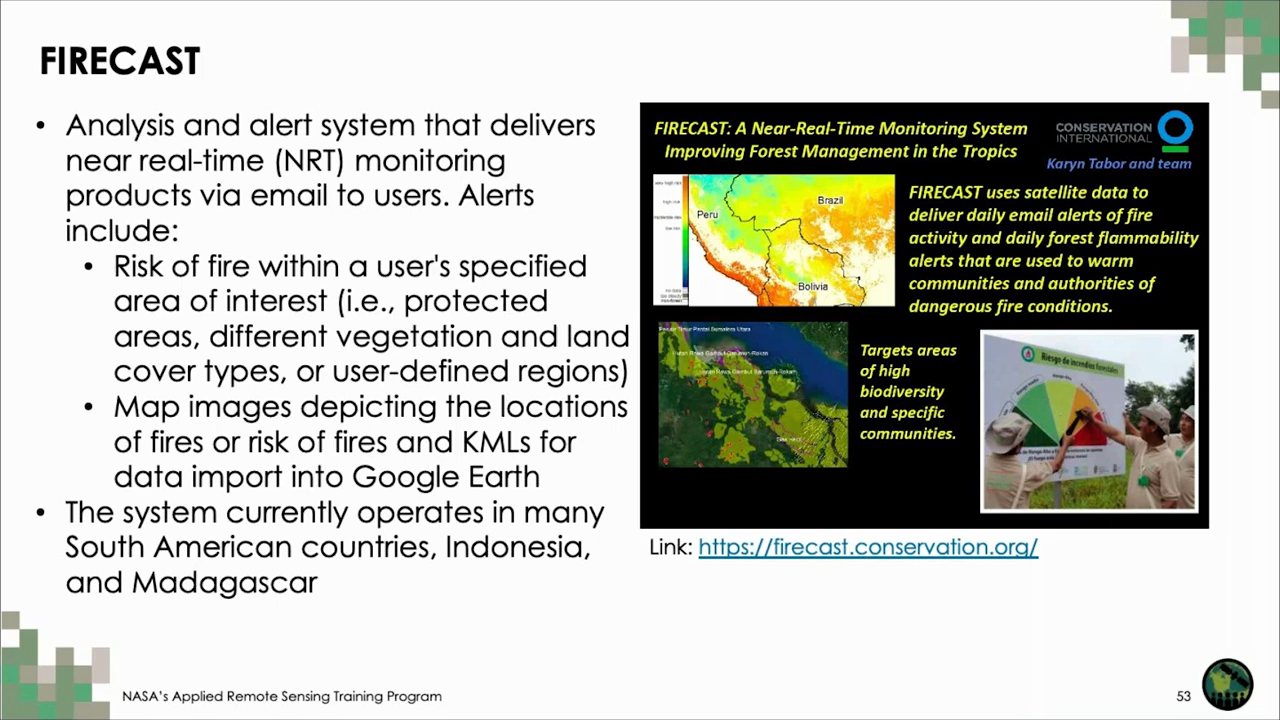 FIRECAST
• Analysis and alert system that delivers
near real-time (NRT) monitoring
products via email to users. Alerts
include:
• Risk of fire within a user's specified
area of interest (i.e., protected
areas, different vegetation and land
cover types, or user-defined regions)
• Map images depicting the locations
of fires or risk of fires and KMLs for
data import into Google Earth
• The system currently operates in many
South American countries, Indonesia,
and Madagascar
FIRECAST: A Near-Real-Time Monitoring System
Improving Forest Management in the Tropics
CONSERVATION
INTERNATIONAL
Karyn Tabor and team
Peru
Brazil
Bolivia
FIRECAST uses satellite data to
deliver daily email alerts of fire
activity and daily forest flammability
alerts that are used to warm
communities and authorities of
dangerous fire conditions.
Targets areas
of high
biodiversity
and specific
communities.
Riesgo de incendios forestales
Link: https://firecast.conservation.org/
NASA's Applied Remote Sensing Training Program
53